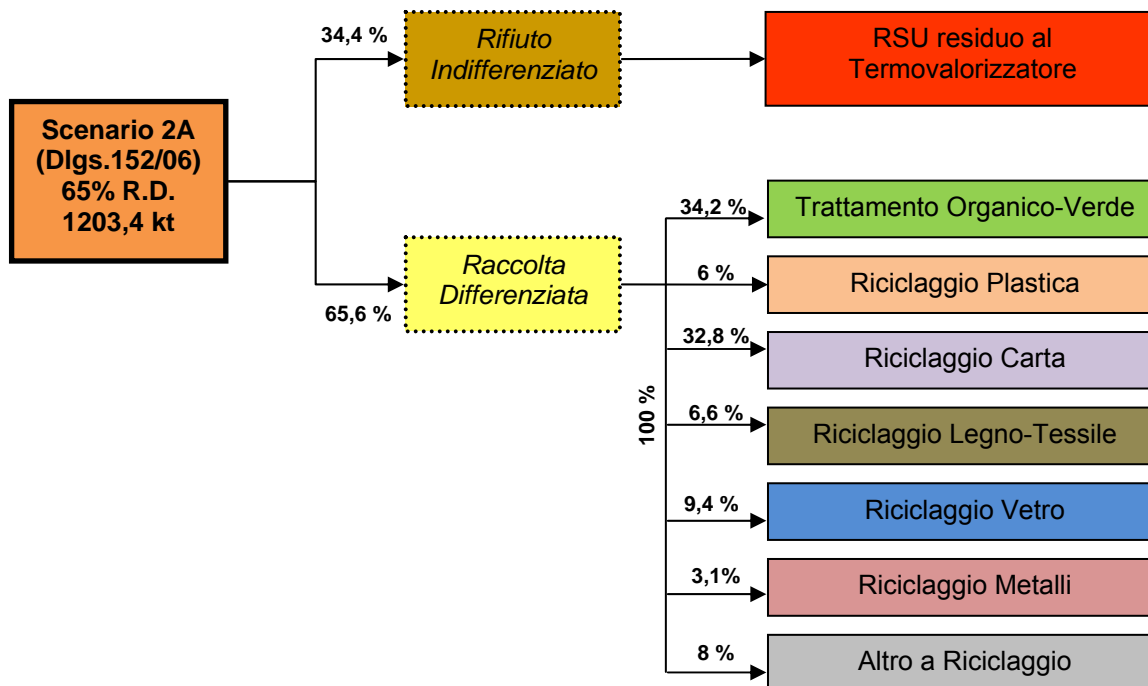 34,4 %
Rifiuto
Indifferenziato
RSU residuo al
Termovalorizzatore
Scenario 2A
(Dlgs.152/06)
65% R.D.
1203,4 kt
65,6 %
Raccolta
Differenziata
100 %
34,2 %
Trattamento Organico-Verde
6 %
Riciclaggio Plastica
32,8 %
Riciclaggio Carta
6,6 %
Riciclaggio Legno-Tessile
9,4 %
Riciclaggio Vetro
3,1%
Riciclaggio Metalli
8 %
Altro a Riciclaggio